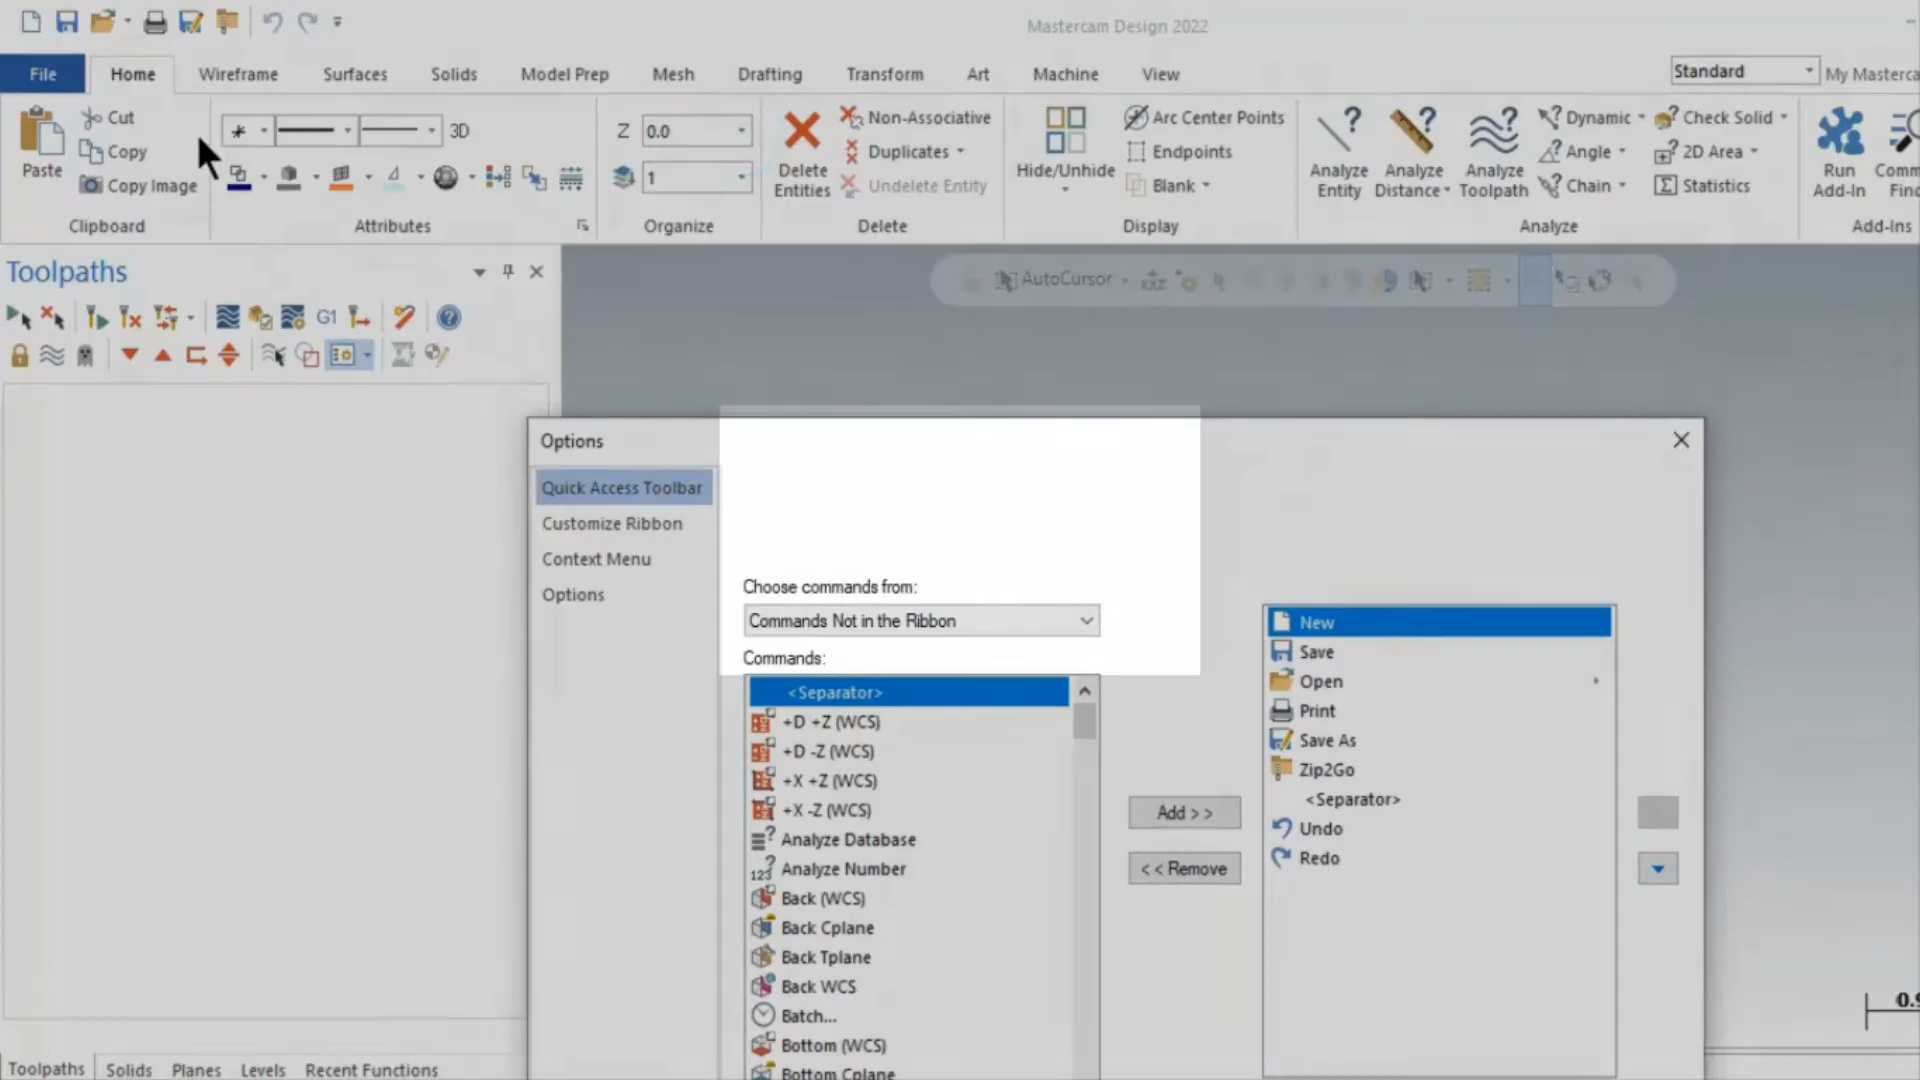 Mastercam Design 2022
File Home Wireframe Surfaces Solids Model Prep Mesh Drafting Transform Art Machine View Standard My Masterca
Paste
Cut
Copy
Copy Image
Clipboard
3D
Attributes
Z 0.0
1
Organize
Delete
Entities
Non-Associative
Duplicates
Undelete Entity
Delete
Hide/Unhide
Arc Center Points
Endpoints
Blank
Display
Analyze
Entity
Analyze
Distance
Analyze
Toolpath
Dynamic
Angle
Chain
Check Solid
2D Area
Statistics
Analyze
Run
Add-In
Comm
Fin
Add-Ins
Toolpaths
G1
AutoCursor
Options
Quick Access Toolbar
Customize Ribbon
Context Menu
Options
Choose commands from:
Commands Not in the Ribbon
Commands:
<Separator>
+D +Z (WCS)
+D -Z (WCS)
+X +Z (WCS)
+X -Z (WCS)
Analyze Database
Analyze Number
Back (WCS)
Back Cplane
Back Tplane
Back WCS
Batch...
Bottom (WCS)
Bottom Cplane
Add >>
<< Remove
New
Save
Open
Print
Save As
Zip2Go
<Separator>
Undo
Redo
0.9
Toolpaths Solids Planes Levels Recent Functions